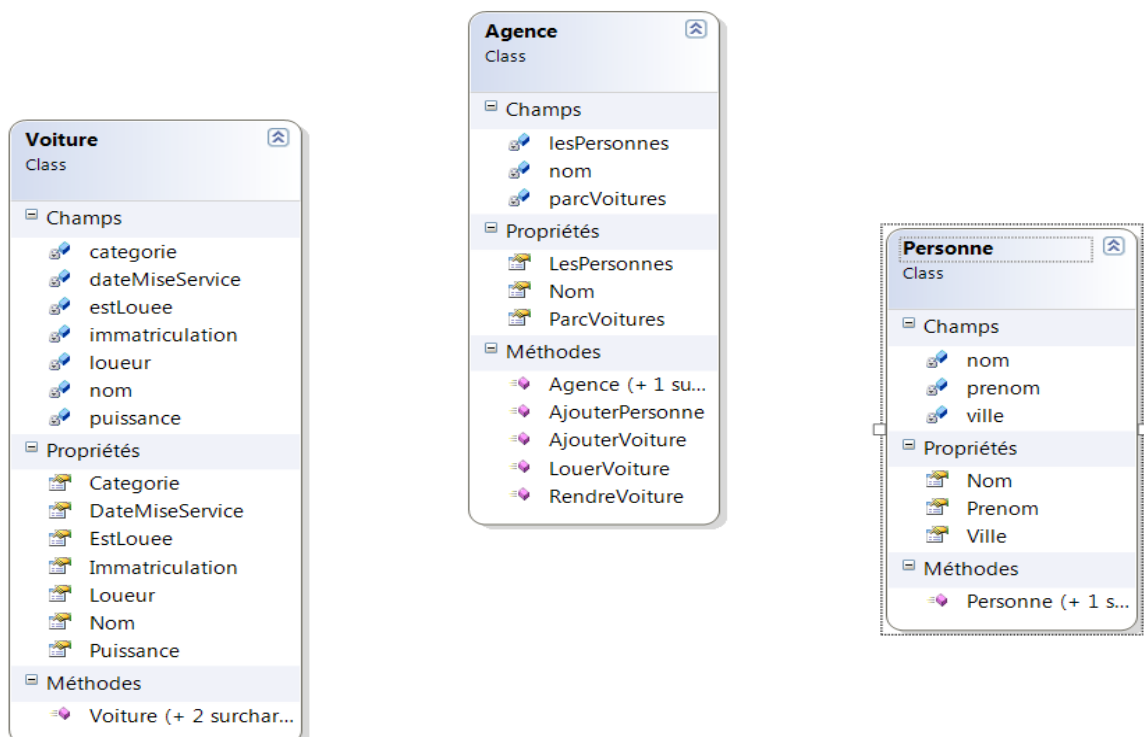 Voiture
Class
Champs
categorie
dateMiseService
estLouee
immatriculation
loueur
nom
puissance
Propriétés
Categorie
DateMiseService
EstLouee
Immatriculation
Loueur
Nom
Puissance
Méthodes
Voiture (+ 2 surchar...
Agence
Class
Champs
lesPersonnes
nom
parcVoitures
Propriétés
LesPersonnes
Nom
ParcVoitures
Méthodes
Agence (+ 1 su...
AjouterPersonne
AjouterVoiture
LouerVoiture
RendreVoiture
Personne
Class
Champs
nom
prenom
ville
Propriétés
Nom
Prenom
Ville
Méthodes
Personne (+ 1 s...